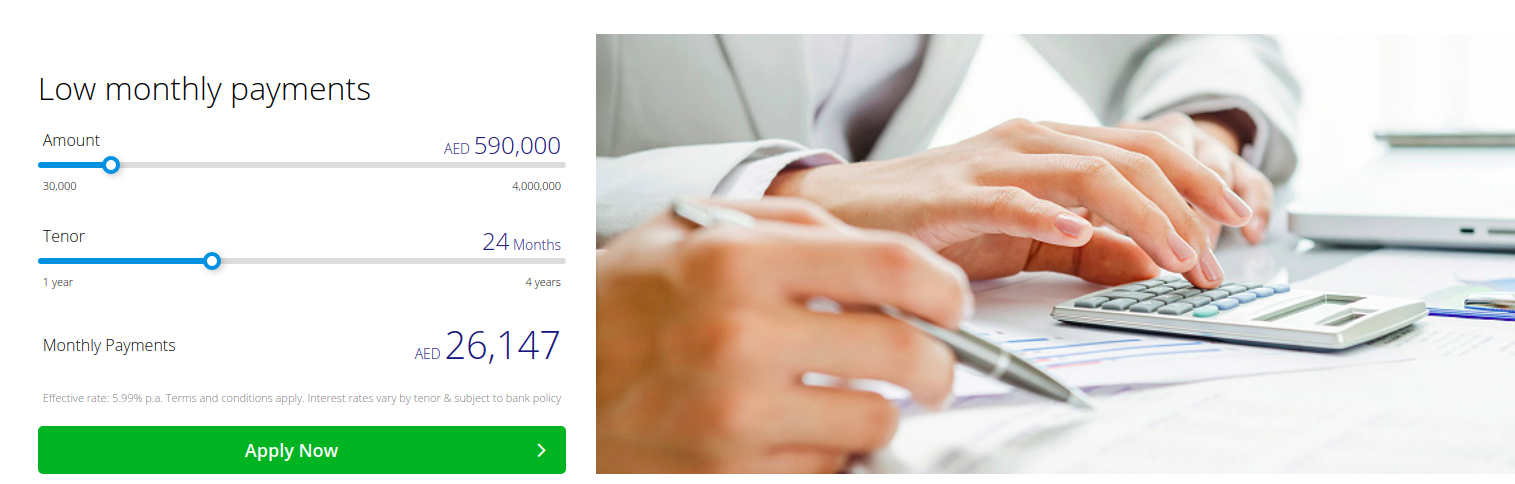 Low monthly payments
Amount
AED 590,000
30,000
4,000,000
Tenor
24 Months
1 year
4 years
Monthly Payments
AED 26,147
Effective rate: 5.99% p.a. Terms and conditions apply. Interest rates vary by tenor & subject to bank policy
Apply Now